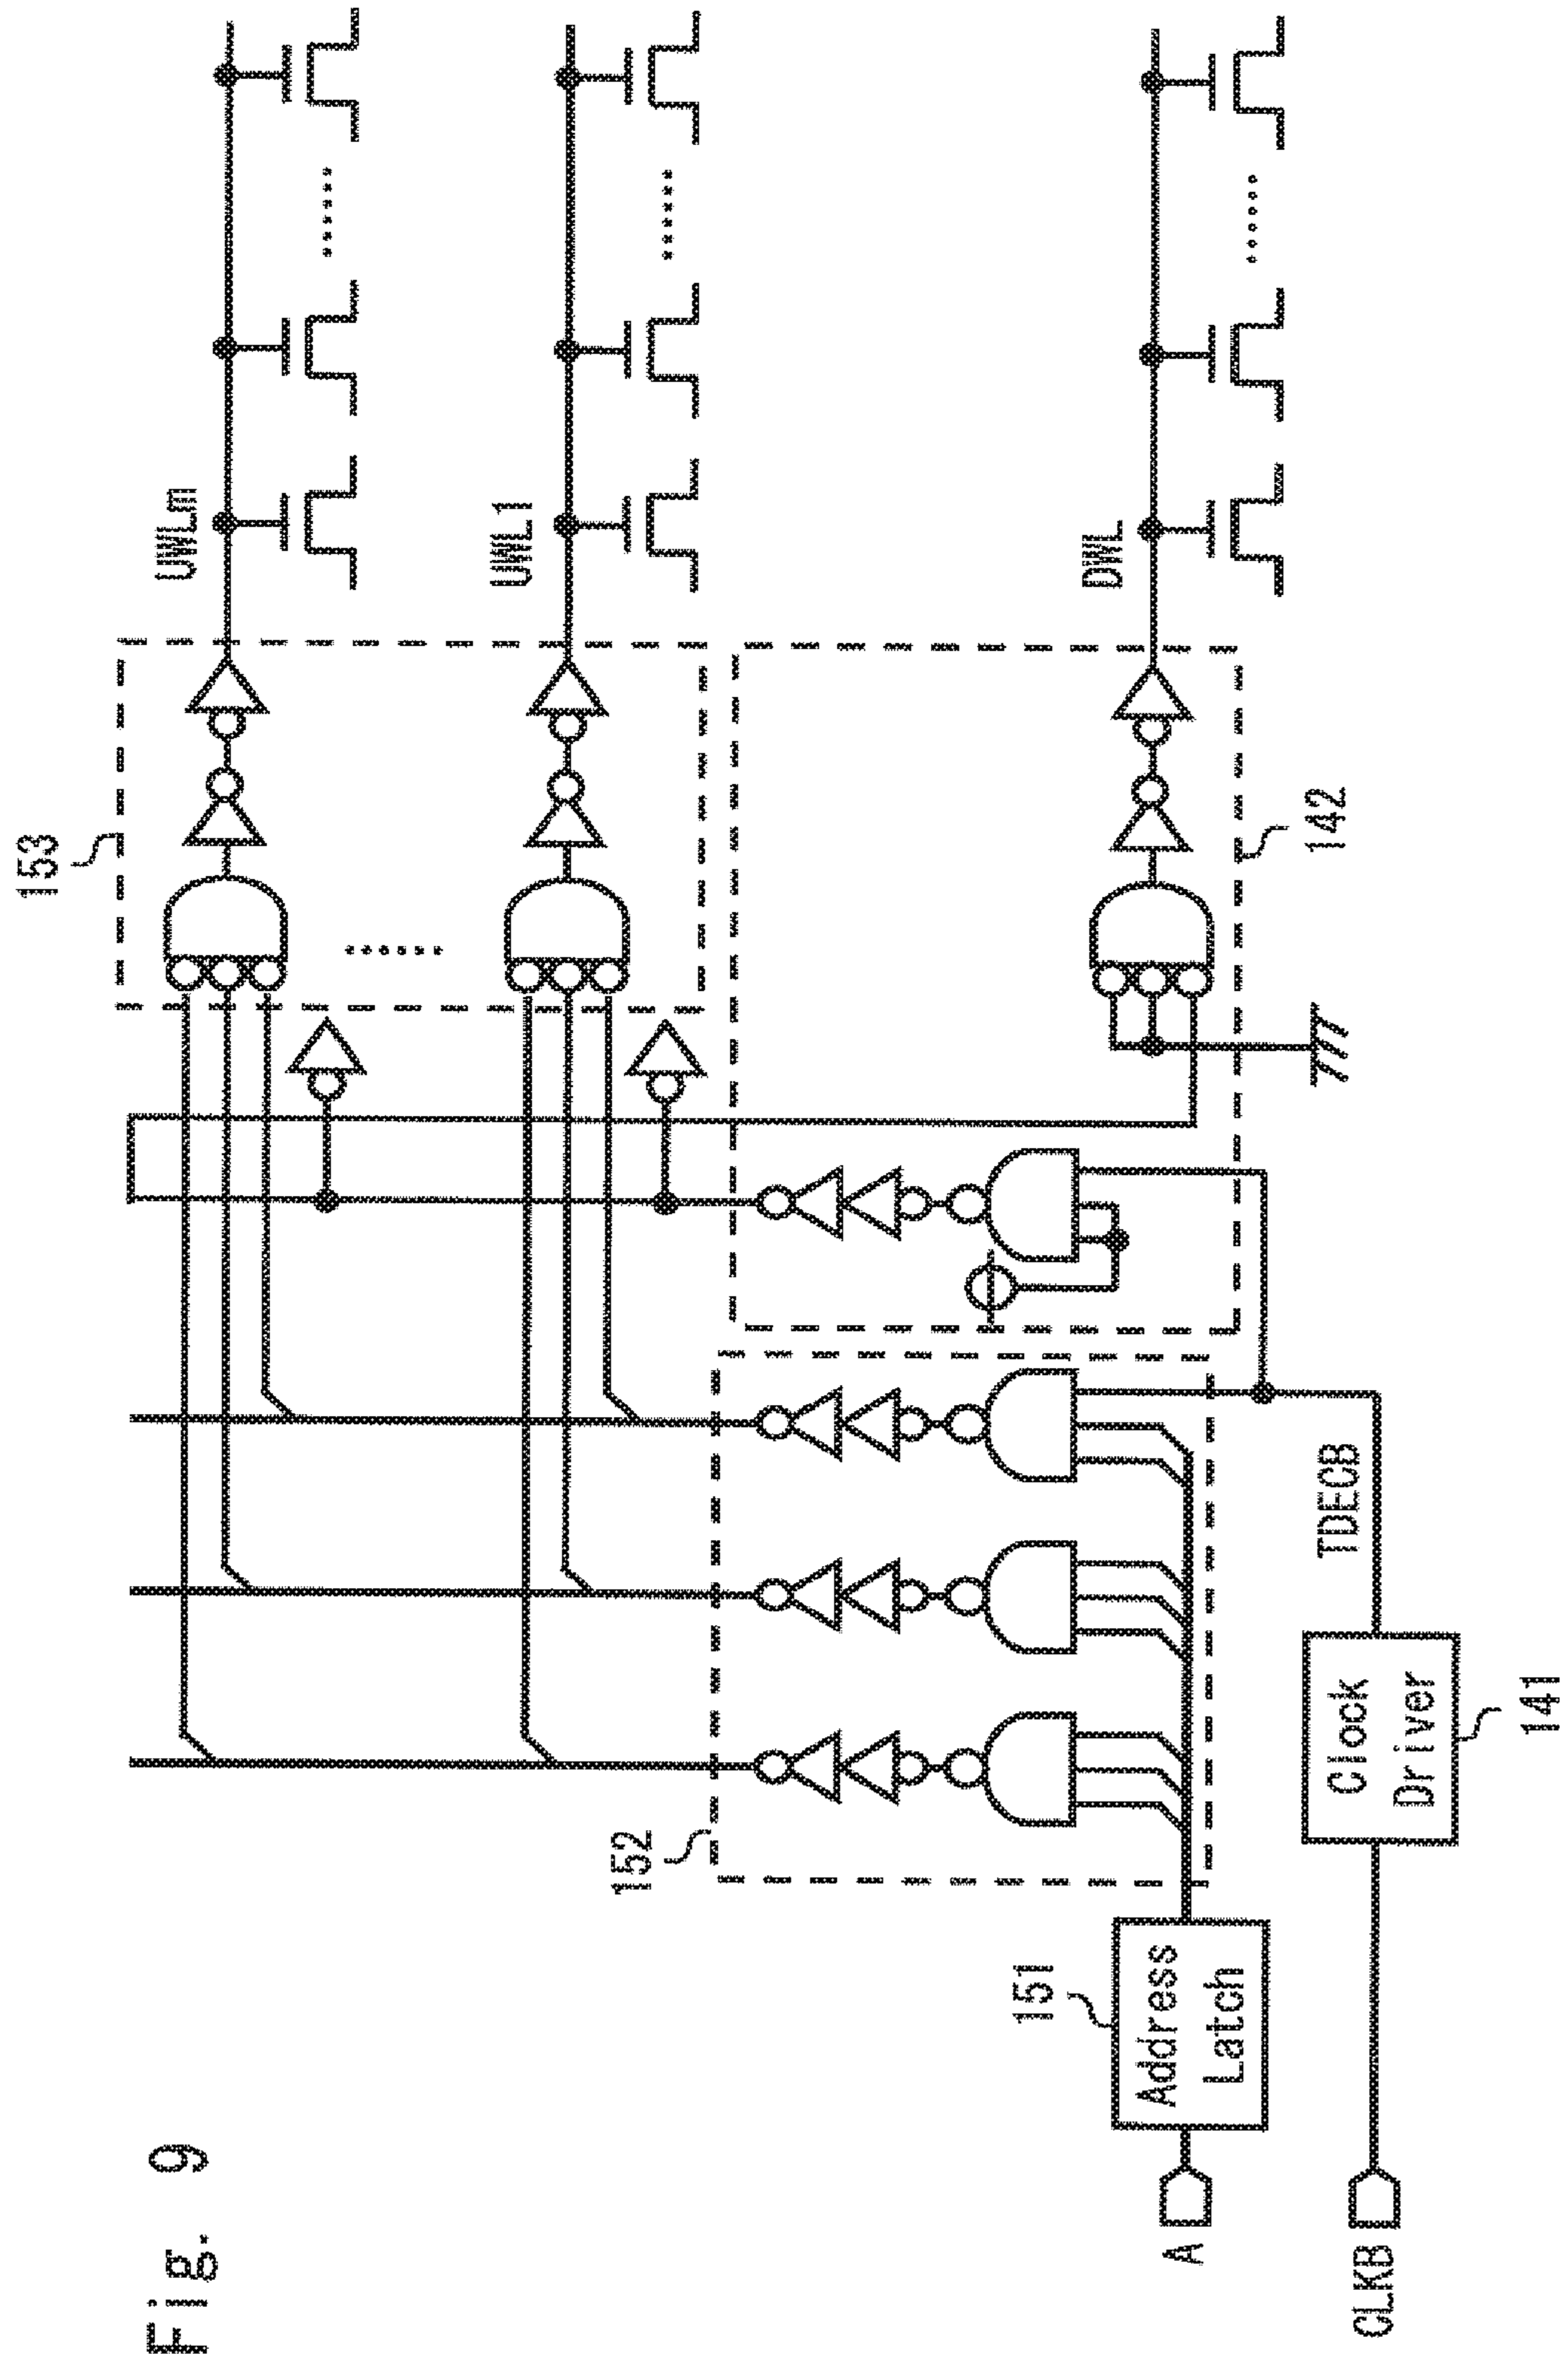 Fig. 9
153
UWLm
UWL1
152
DWL
142
151
Address
Latch
A
TDECB
Clock
Driver
141
CLKB